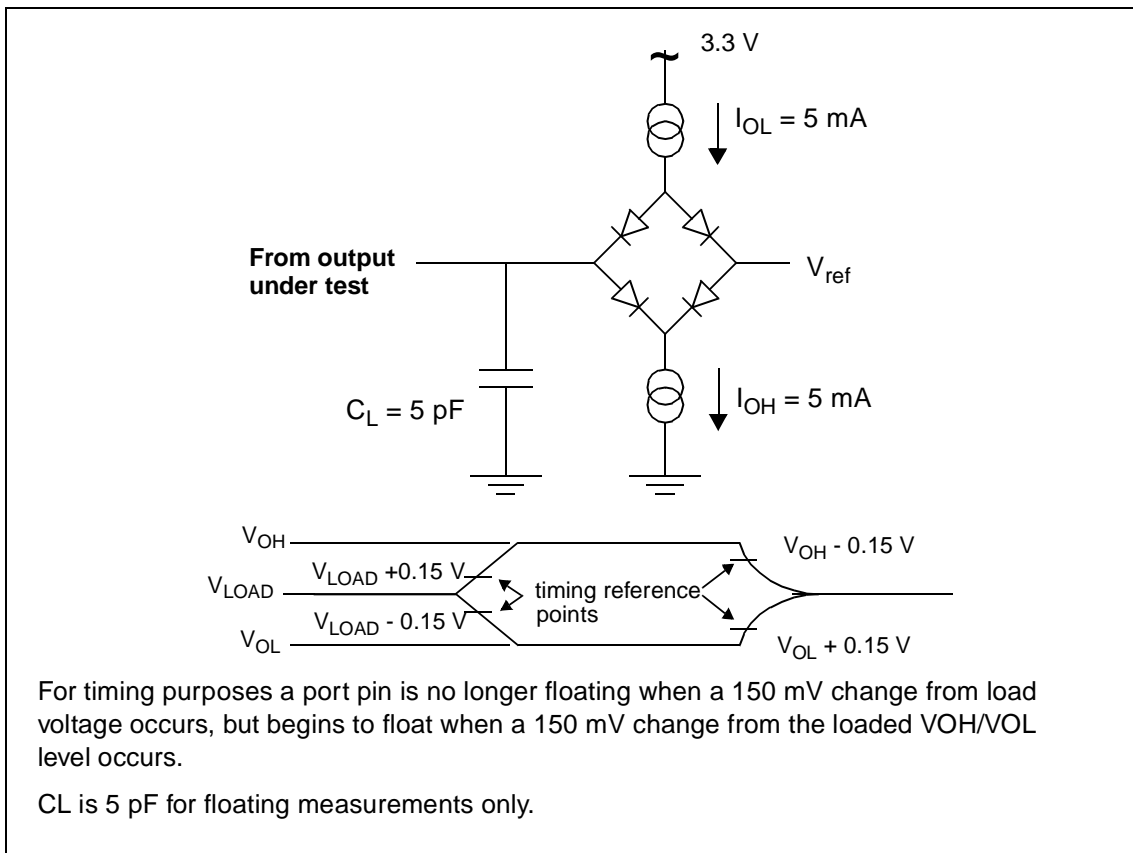 3.3 V
I_OL = 5 mA
From output
under test
V_ref
C_L = 5 pF
I_OH = 5 mA
V_OH
V_OH - 0.15 V
V_LOAD +0.15 V
V_LOAD
timing reference
points
V_LOAD - 0.15 V
V_OL
V_OL + 0.15 V
For timing purposes a port pin is no longer floating when a 150 mV change from load
voltage occurs, but begins to float when a 150 mV change from the loaded VOH/VOL
level occurs.
CL is 5 pF for floating measurements only.